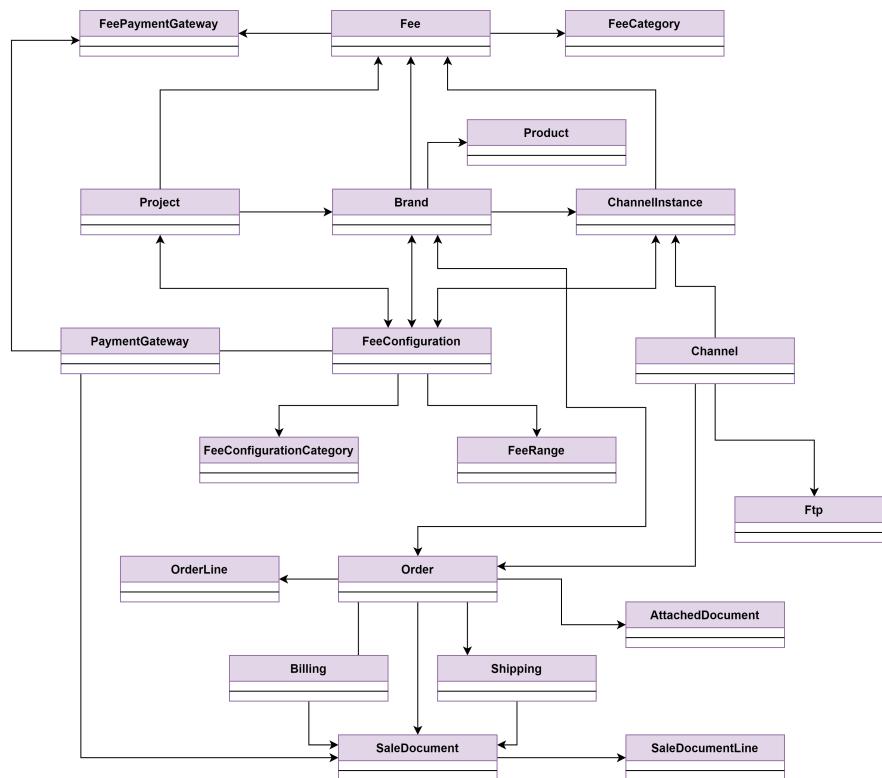 FeePaymentGateway
Fee
FeeCategory
Product
Project
Brand
ChannelInstance
PaymentGateway
FeeConfiguration
Channel
FeeConfigurationCategory
FeeRange
Ftp
OrderLine
Order
AttachedDocument
Billing
Shipping
SaleDocument
SaleDocumentLine